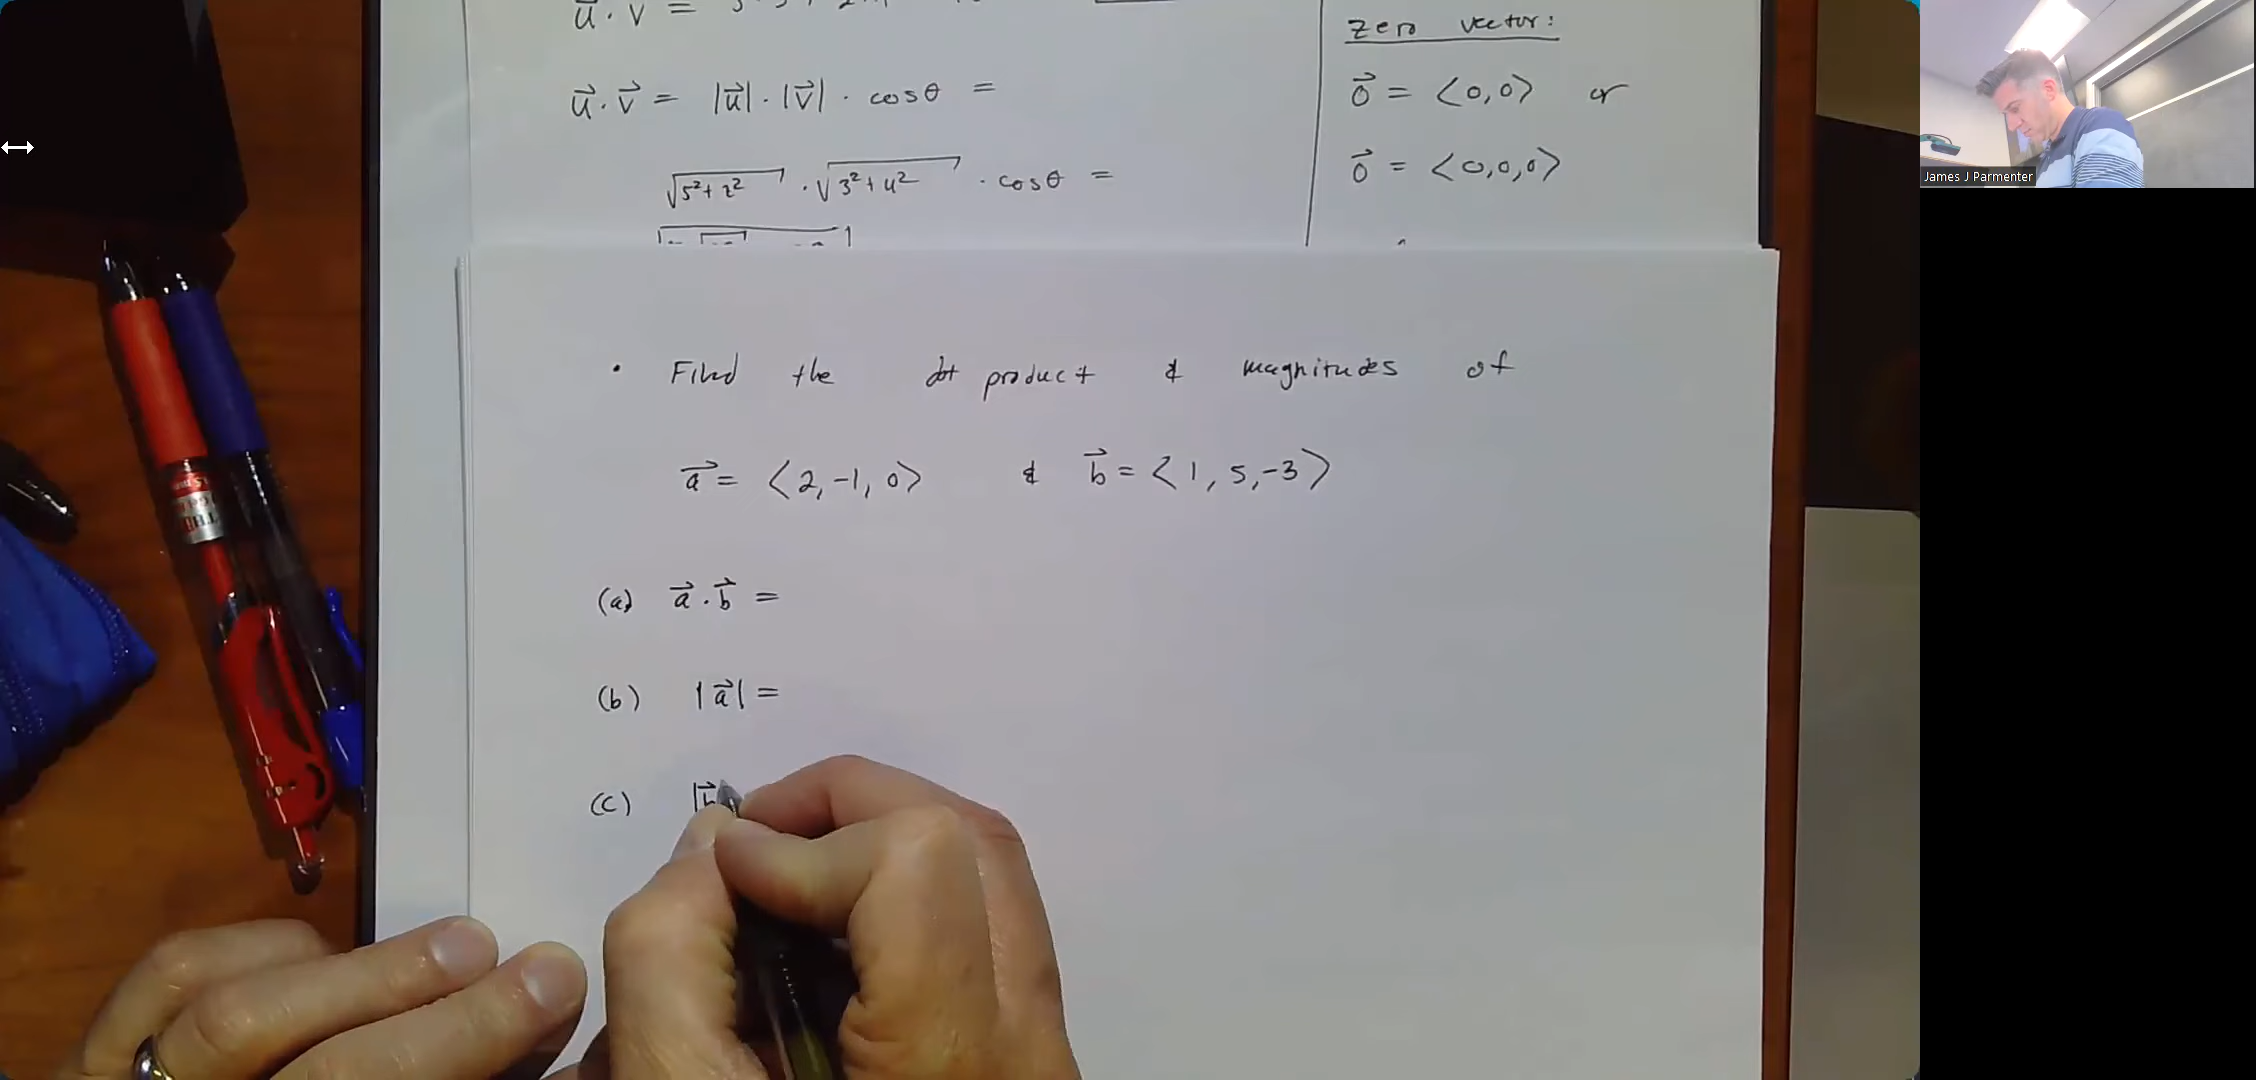 u⃗ · v =
u⃗ · v⃗ = |u⃗| · |v⃗| · cosθ =
√5²+2² · √3²+4² · cosθ =
Zero vector:
0⃗ = <0,0> or
0⃗ = <0,0,0>
• Find the dot product & magnitudes of
a⃗ = <2,-1,0> & b⃗ = <1, 5,-3>
(a) a⃗ · b⃗ =
(b) |a⃗| =
(c) |b⃗
James J Parmenter